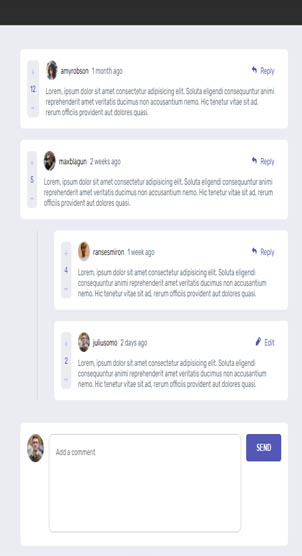 +
12
-
amyrobson 1 month ago
Reply
Lorem, ipsum dolor sit amet consectetur adipisicing elit. Soluta eligendi consequuntur animi
reprehenderit amet veritatis ducimus non accusantium nemo. Hic tenetur vitae sit ad,
rerum officiis provident aut dolores quasi.
+
5
-
maxblagun 2 weeks ago
Reply
Lorem, ipsum dolor sit amet consectetur adipisicing elit. Soluta eligendi consequuntur animi
reprehenderit amet veritatis ducimus non accusantium nemo. Hic tenetur vitae sit ad, rerum
officiis provident aut dolores quasi.
+
4
-
ransesmiron 1 week ago
Reply
Lorem, ipsum dolor sit amet consectetur adipisicing elit. Soluta eligendi
consequuntur animi reprehenderit amet veritatis ducimus non accusantium
nemo. Hic tenetur vitae sit ad, rerum officiis provident aut dolores quasi.
+
2
-
juliusomo 2 days ago
Edit
Lorem, ipsum dolor sit amet consectetur adipisicing elit. Soluta eligendi
consequuntur animi reprehenderit amet veritatis ducimus non accusantium
nemo. Hic tenetur vitae sit ad, rerum officiis provident aut dolores quasi.
Add a comment
SEND